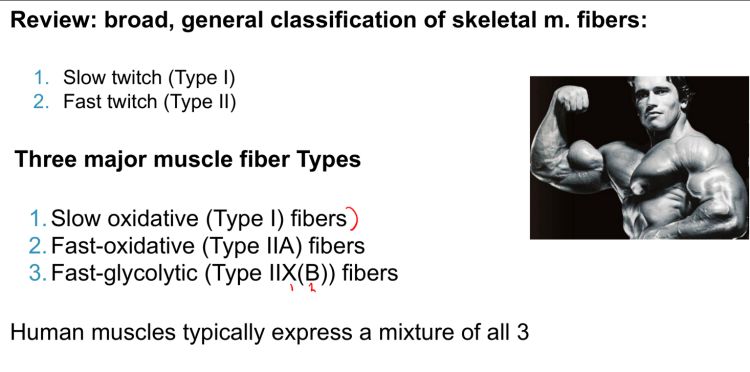 Review: broad, general classification of skeletal m. fibers:
1. Slow twitch (Type I)
2. Fast twitch (Type II)
Three major muscle fiber Types
1. Slow oxidative (Type I) fibers)
2. Fast-oxidative (Type IIA) fibers
3. Fast-glycolytic (Type IIX(B)) fibers
1 2
Human muscles typically express a mixture of all 3